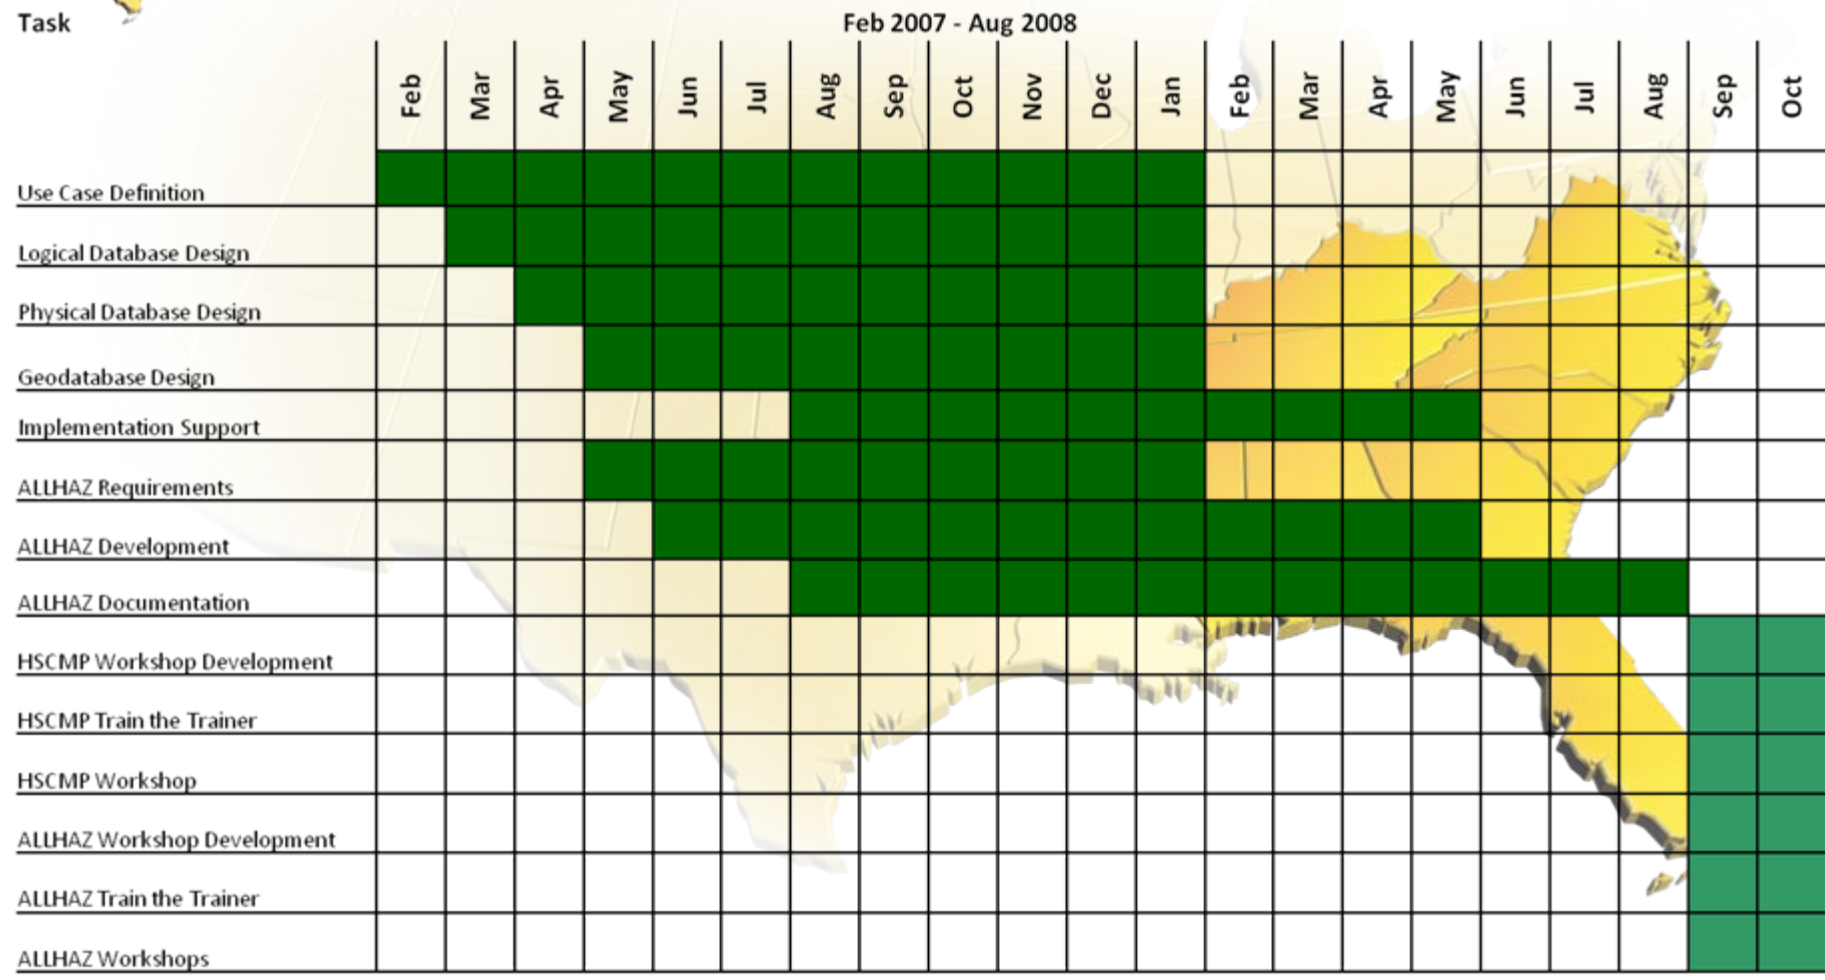 Task Feb 2007 - Aug 2008
Feb Mar Apr May Jun Jul Aug Sep Oct Nov Dec Jan Feb Mar Apr May Jun Jul Aug Sep Oct
Use Case Definition
Logical Database Design
Physical Database Design
Geodatabase Design
Implementation Support
ALLHAZ Requirements
ALLHAZ Development
ALLHAZ Documentation
HSCMP Workshop Development
HSCMP Train the Trainer
HSCMP Workshop
ALLHAZ Workshop Development
ALLHAZ Train the Trainer
ALLHAZ Workshops